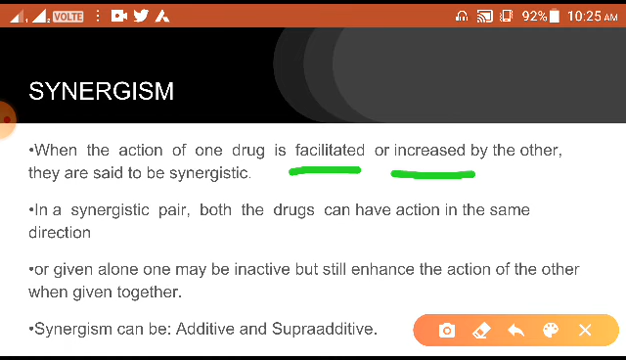 VOLTE
92%
10:25 AM
SYNERGISM
•When the action of one drug is facilitated or increased by the other,
they are said to be synergistic.
•In a synergistic pair, both the drugs can have action in the same
direction
•or given alone one may be inactive but still enhance the action of the other
when given together.
•Synergism can be: Additive and Supraadditive.